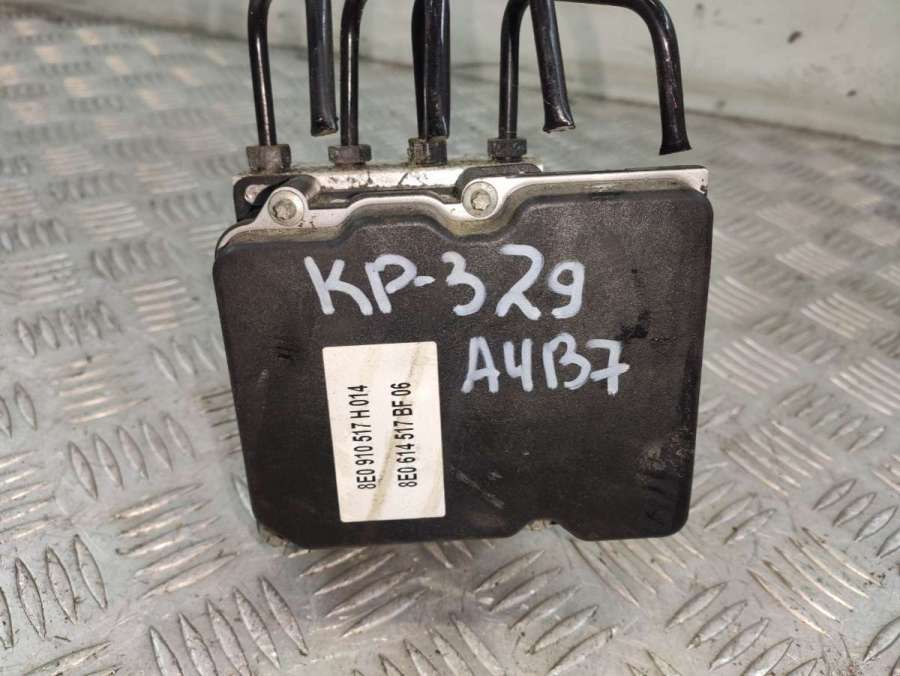 KP-329
A4B7
8E0 910 517 H 014
8E0 614 517 BF 06